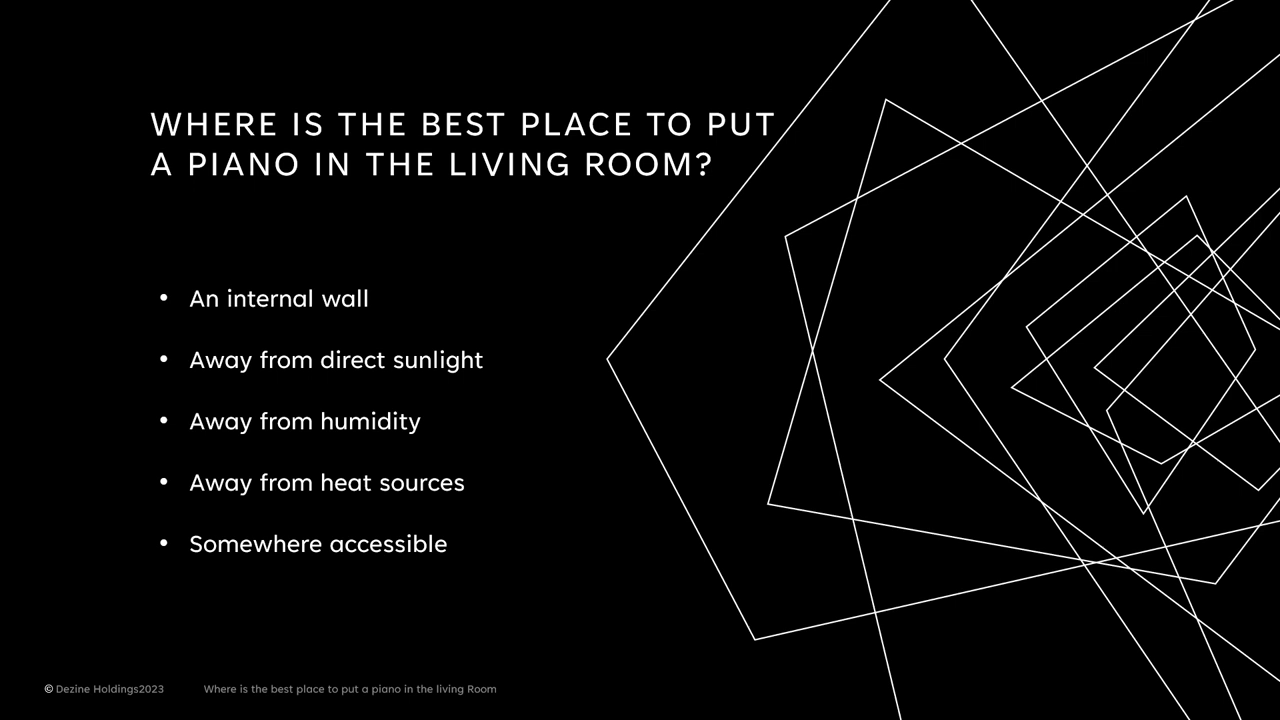 WHERE IS THE BEST PLACE TO PUT
A PIANO IN THE LIVING ROOM?
• An internal wall
• Away from direct sunlight
• Away from humidity
• Away from heat sources
• Somewhere accessible
© Dezine Holdings2023 Where is the best place to put a piano in the living Room